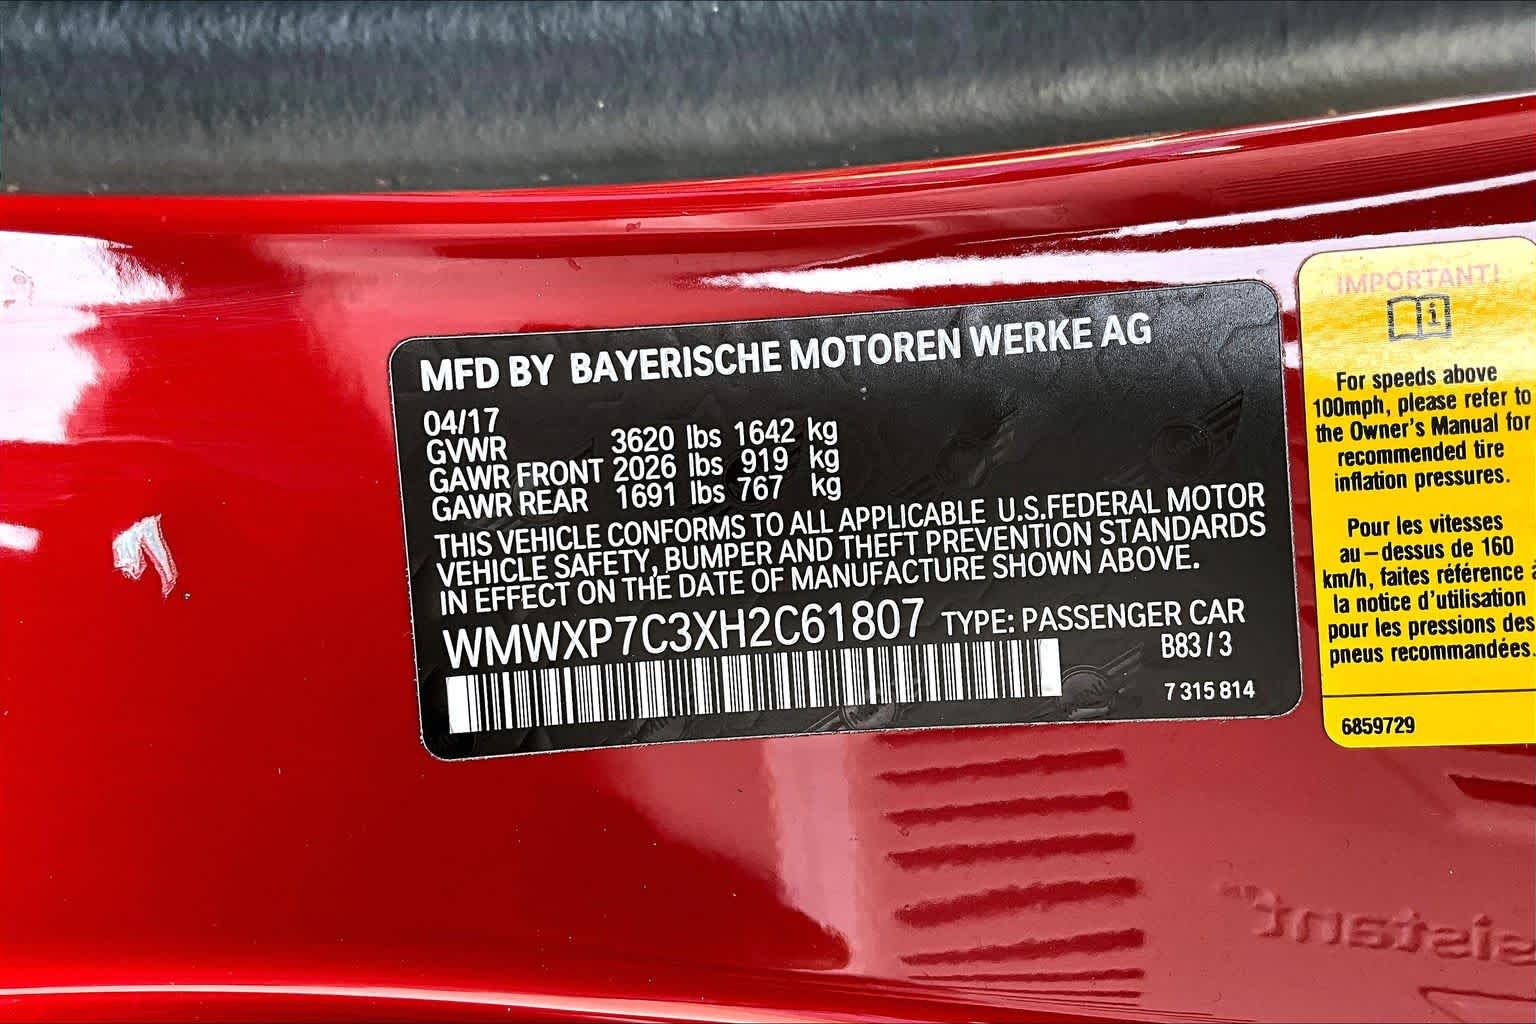 MFD BY BAYERISCHE MOTOREN WERKE AG
04/17
GVWR 3620 lbs 1642 kg
GAWR FRONT 2026 lbs 919 kg
GAWR REAR 1691 lbs 767 kg
THIS VEHICLE CONFORMS TO ALL APPLICABLE U.S.FEDERAL MOTOR
VEHICLE SAFETY, BUMPER AND THEFT PREVENTION STANDARDS
IN EFFECT ON THE DATE OF MANUFACTURE SHOWN ABOVE.
WMWXP7C3XH2C61807 TYPE: PASSENGER CAR
B83 / 3
7 315 814
IMPORTANT!
For speeds above
100mph, please refer to
the Owner's Manual for
recommended tire
inflation pressures.
Pour les vitesses
au-dessus de 160
km/h, faites référence à
la notice d'utilisation
pour les pressions des
pneus recommandées.
6859729